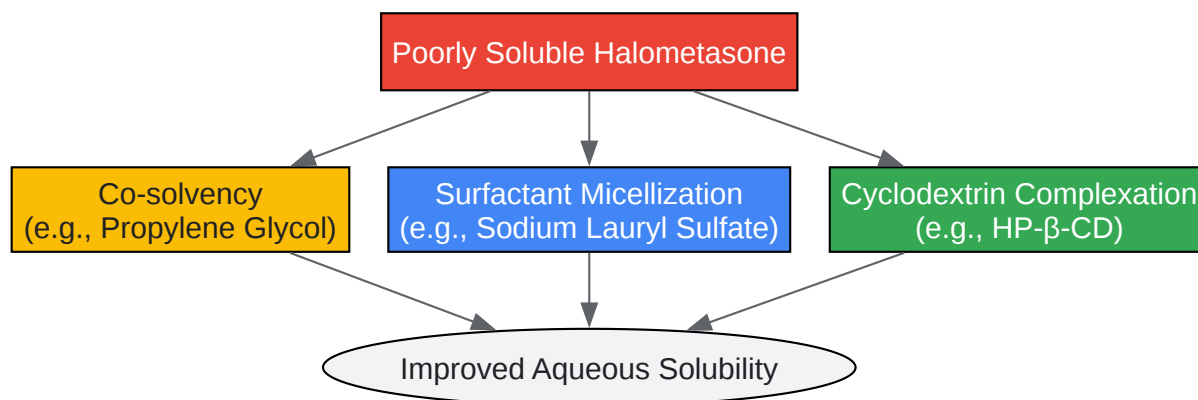 Poorly Soluble Halometasone
Co-solvency
(e.g., Propylene Glycol)
Surfactant Micellization
(e.g., Sodium Lauryl Sulfate)
Cyclodextrin Complexation
(e.g., HP-β-CD)
Improved Aqueous Solubility